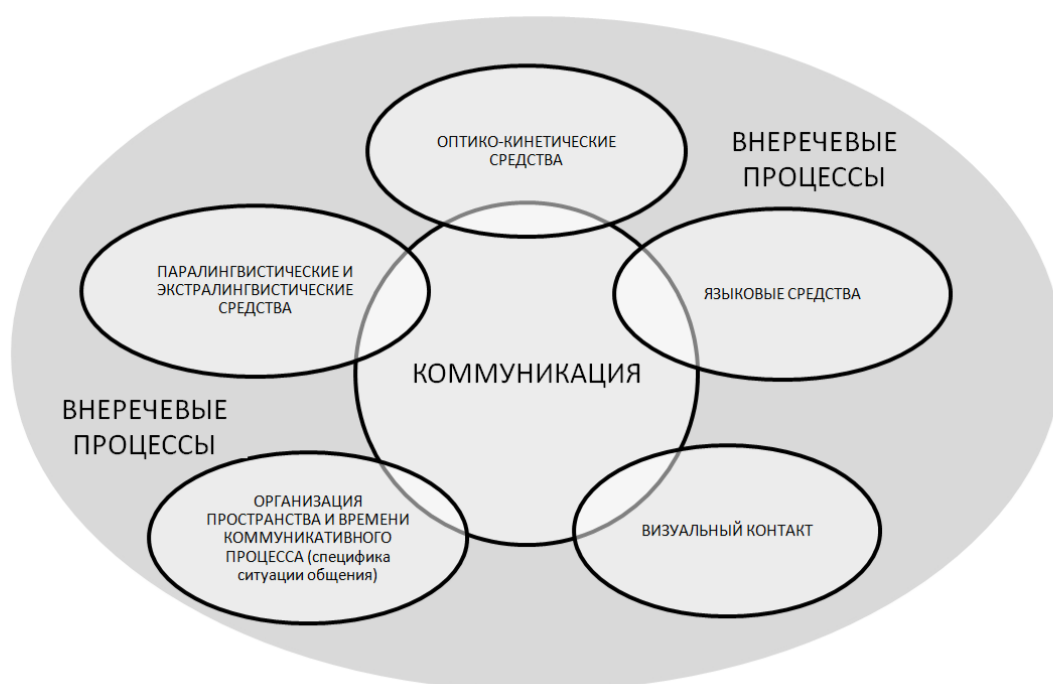 ОПТИКО-КИНЕТИЧЕСКИЕ
СРЕДСТВА
ВНЕРЕЧЕВЫЕ
ПРОЦЕССЫ
ПАРАЛИНГВИСТИЧЕСКИЕ И
ЭКСТРАЛИНГВИСТИЧЕСКИЕ
СРЕДСТВА
ЯЗЫКОВЫЕ СРЕДСТВА
КОММУНИКАЦИЯ
ВНЕРЕЧЕВЫЕ
ПРОЦЕССЫ
ОРГАНИЗАЦИЯ
ПРОСТРАНСТВА И ВРЕМЕНИ
КОММУНИКАТИВНОГО
ПРОЦЕССА (специфика
ситуации общения)
ВИЗУАЛЬНЫЙ КОНТАКТ